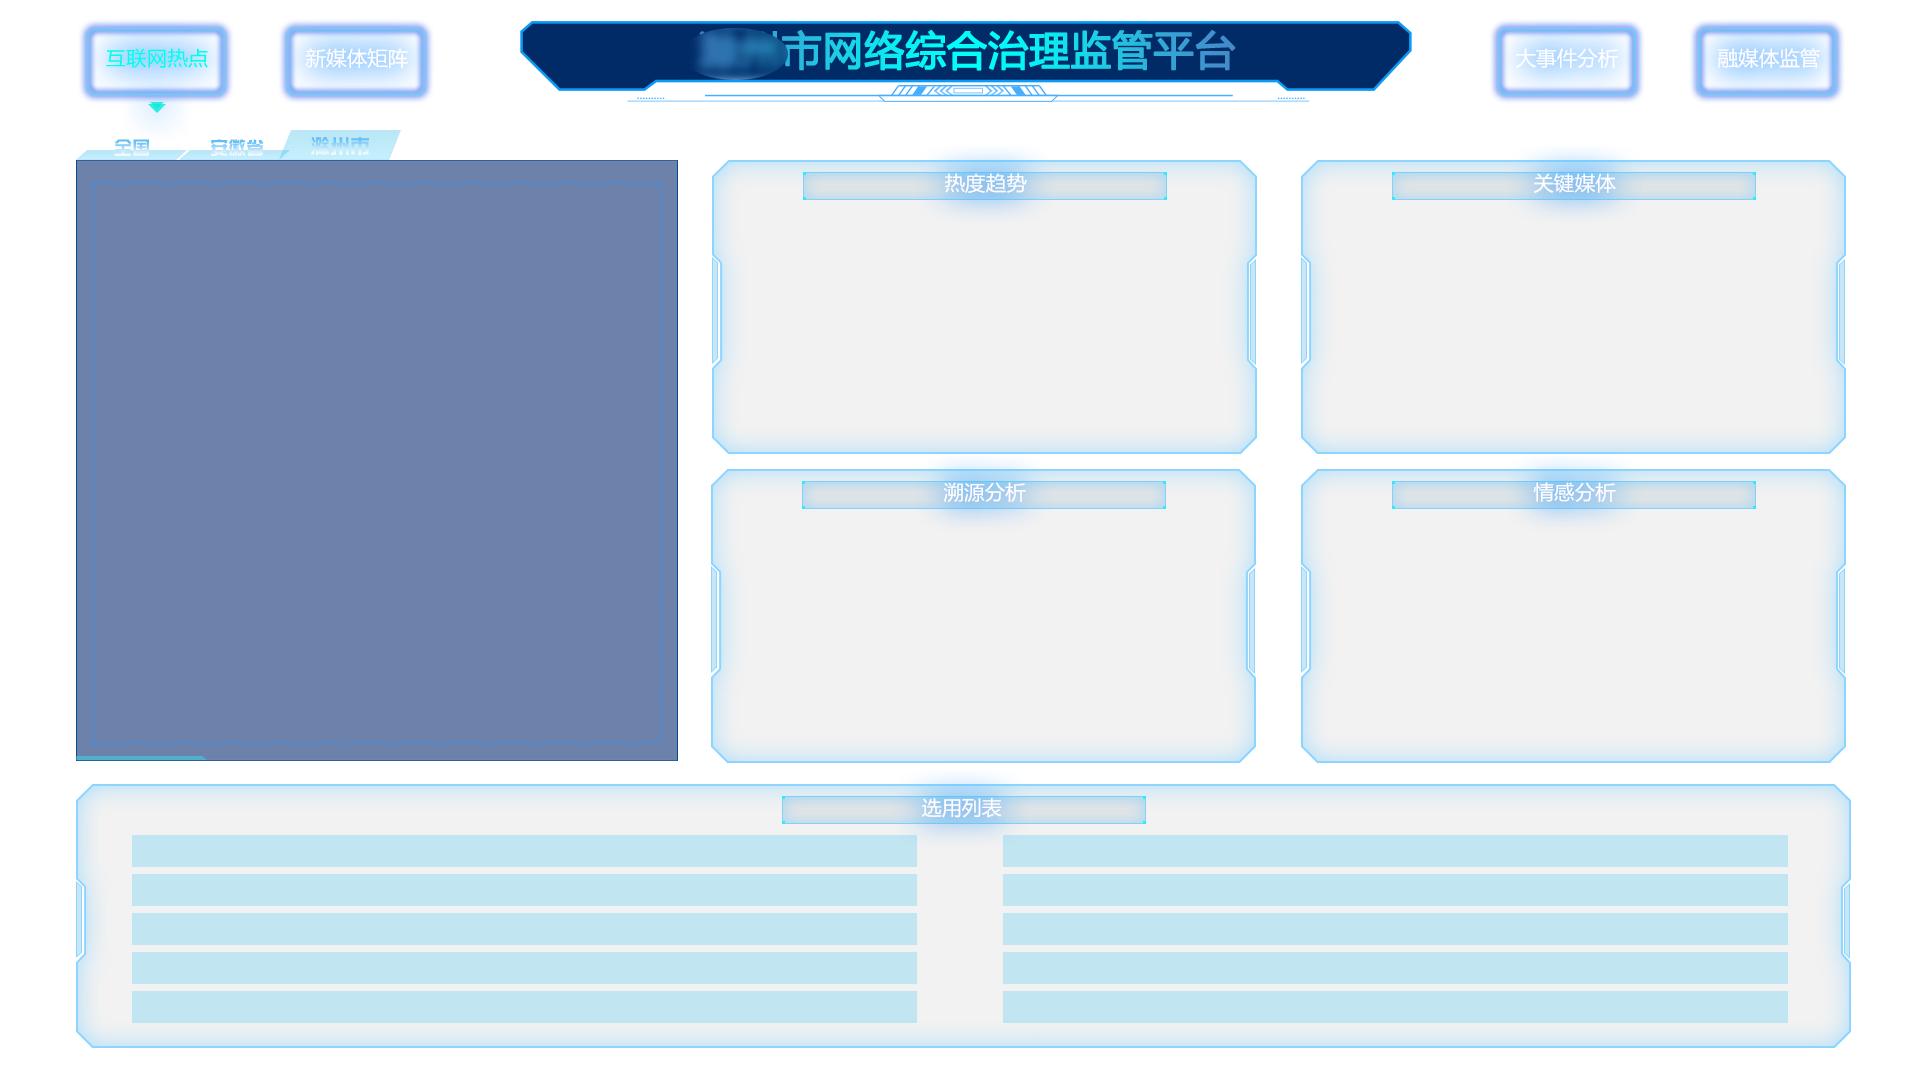 互联网热点
新媒体矩阵
市网络综合治理监管平台
大事件分析
融媒体监管
全国
安徽省
滁州市
热度趋势
关键媒体
溯源分析
情感分析
选用列表